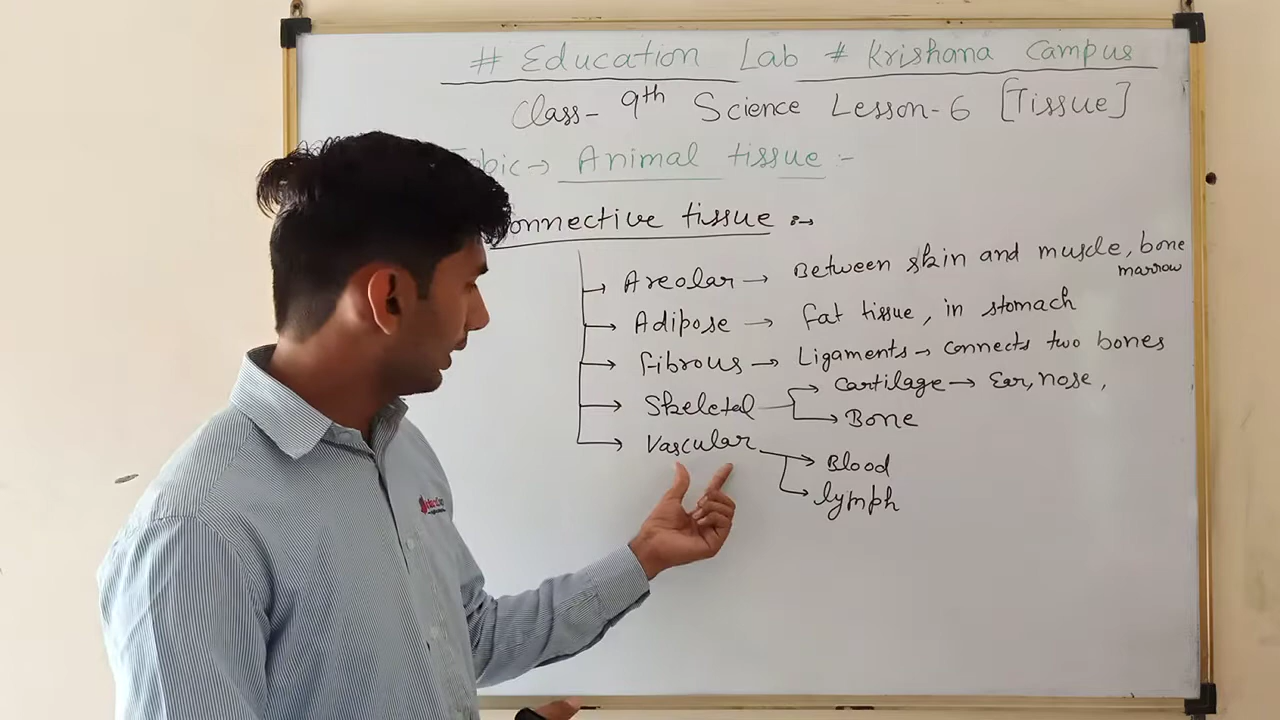 # Education Lab # Krishana Campus
Class- 9th Science Lesson-6 [Tissue]
Topic → Animal tissue :-
Connective tissue :→
Areolar → Between skin and muscle, bone marrow
Adipose → fat tissue, in stomach
Fibrous → Ligaments → connects two bones
Skeletal → Cartilage → Ear, nose,
→ Bone
Vascular → Blood
→ lymph